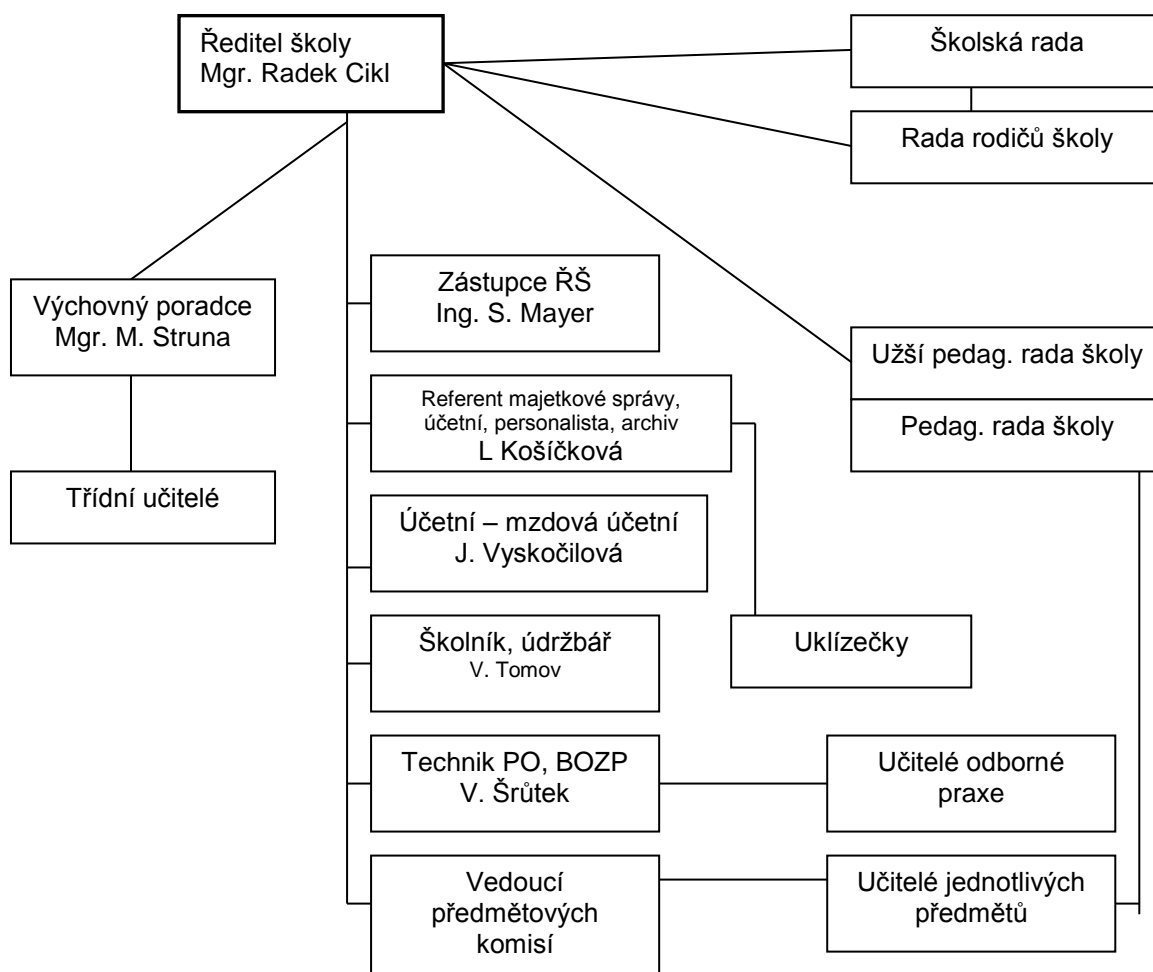 Ředitel školy
Mgr. Radek Cikl
Školská rada
Rada rodičů školy
Výchovný poradce
Mgr. M. Struna
Zástupce ŘŠ
Ing. S. Mayer
Užší pedag. rada školy
Pedag. rada školy
Referent majetkové správy,
účetní, personalista, archiv
L Košíčková
Třídní učitelé
Účetní – mzdová účetní
J. Vyskočilová
Školník, údržbář
V. Tomov
Uklízečky
Technik PO, BOZP
V. Šrůtek
Učitelé odborné
praxe
Vedoucí
předmětových
komisí
Učitelé jednotlivých
předmětů